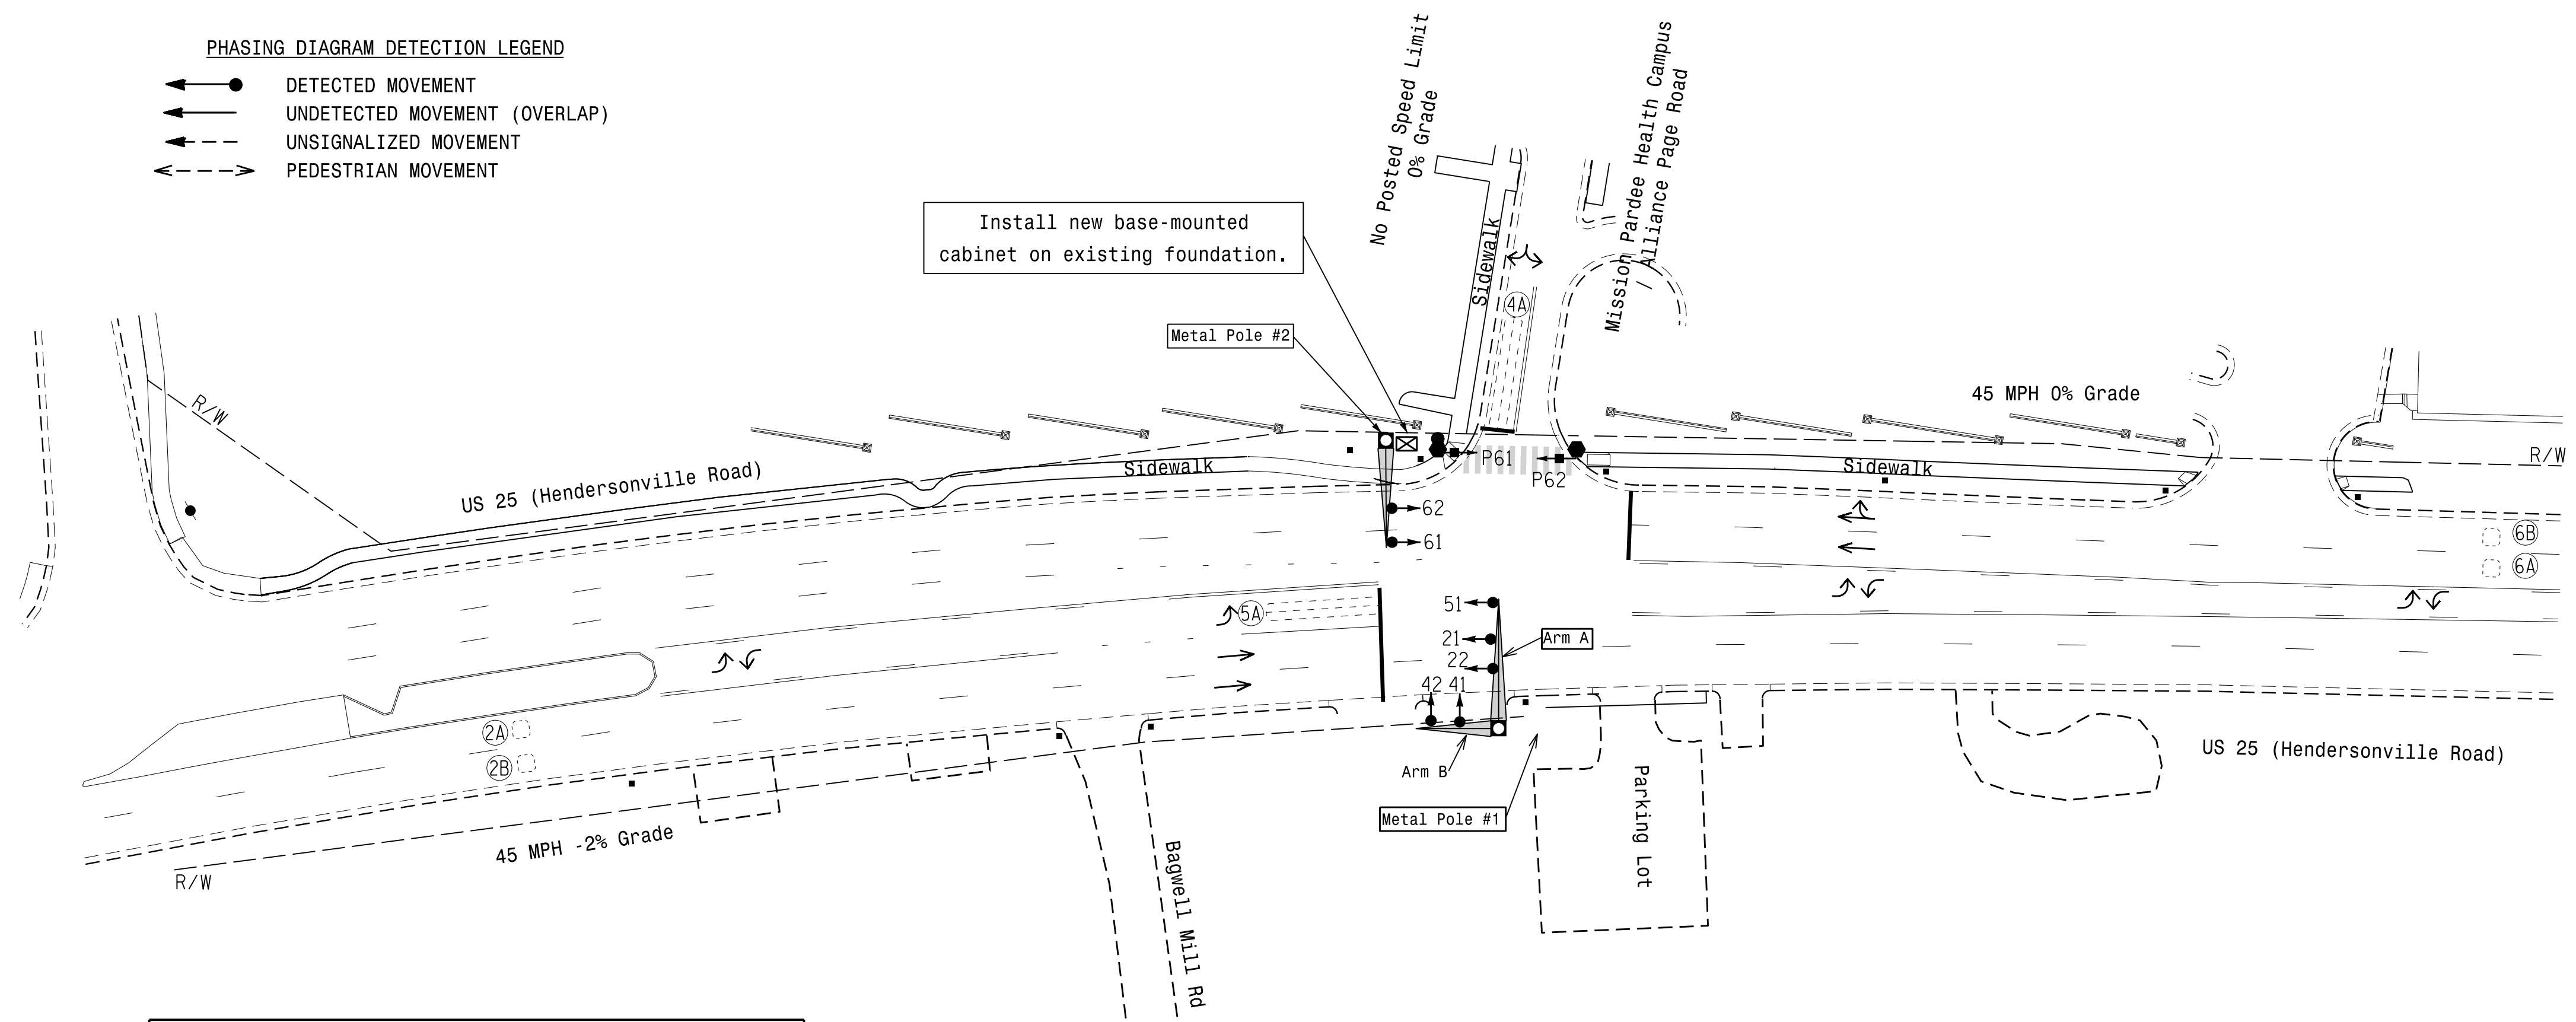 PHASING DIAGRAM DETECTION LEGEND
DETECTED MOVEMENT
UNDETECTED MOVEMENT (OVERLAP)
UNSIGNALIZED MOVEMENT
PEDESTRIAN MOVEMENT
No Posted Speed Limit
0% Grade
Mission Pardee Health Campus
Alliance Page Road
Install new base-mounted
cabinet on existing foundation.
Sidewalk
4A
Metal Pole #2
45 MPH 0% Grade
R/W
R/W
US 25 (Hendersonville Road)
Sidewalk
P61
P62
Sidewalk
62
61
6B
6A
51
5A
21
22
Arm A
42 41
2A
2B
Arm B
Metal Pole #1
US 25 (Hendersonville Road)
Parking Lot
45 MPH -2% Grade
R/W
Bagwell Mill Rd